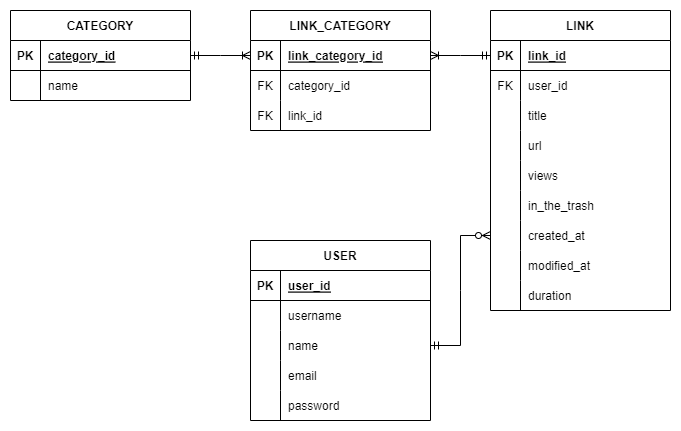 CATEGORY
PK category_id
name
LINK_CATEGORY
PK link_category_id
FK category_id
FK link_id
LINK
PK link_id
FK user_id
title
url
views
in_the_trash
created_at
modified_at
duration
USER
PK user_id
username
name
email
password